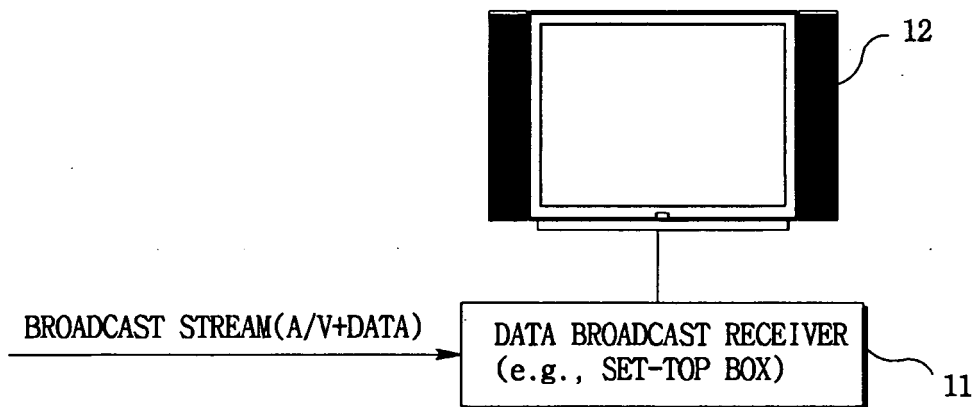 12
BROADCAST STREAM(A/V+DATA)
DATA BROADCAST RECEIVER
(e.g., SET-TOP BOX)
11